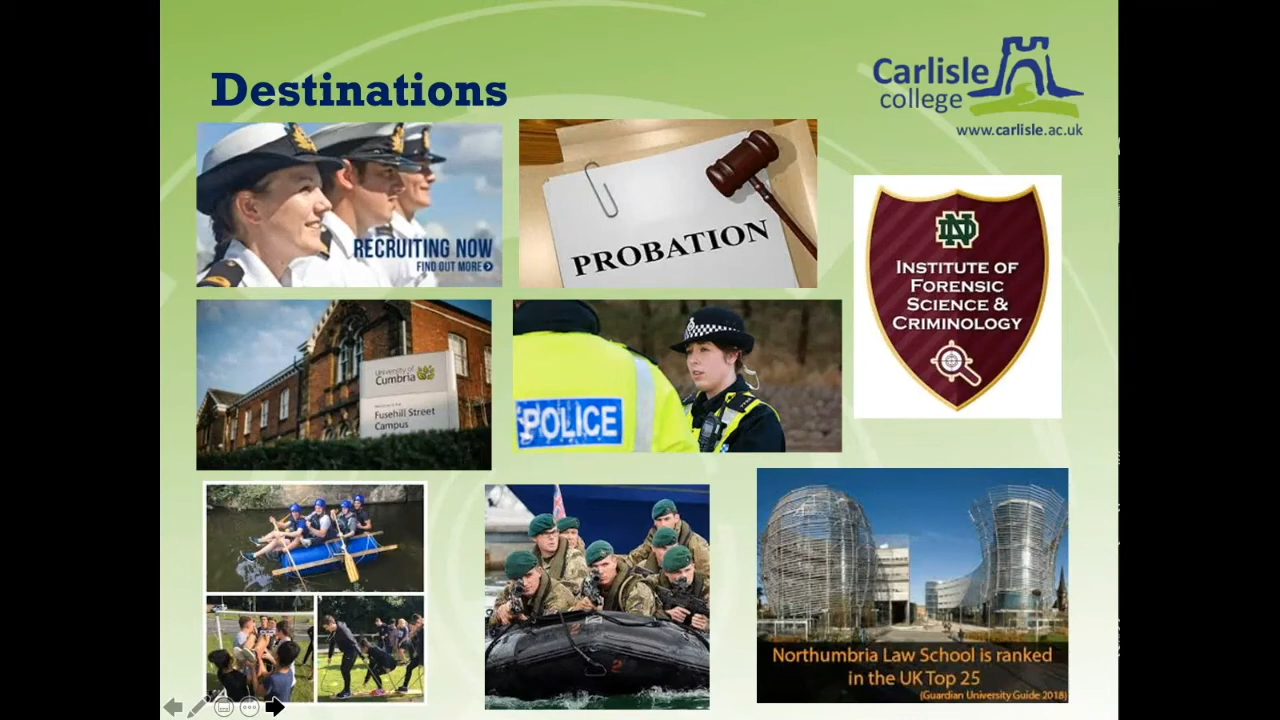 Destinations
Carlisle
college
www.carlisle.ac.uk
RECRUITING NOW
FIND OUT MORE
PROBATION
ND
INSTITUTE OF
FORENSIC
SCIENCE &
CRIMINOLOGY
University of
Cumbria
Fusehill Street
Campus
POLICE
2
Northumbria Law School is ranked
in the UK Top 25
(Guardian University Guide 2018)